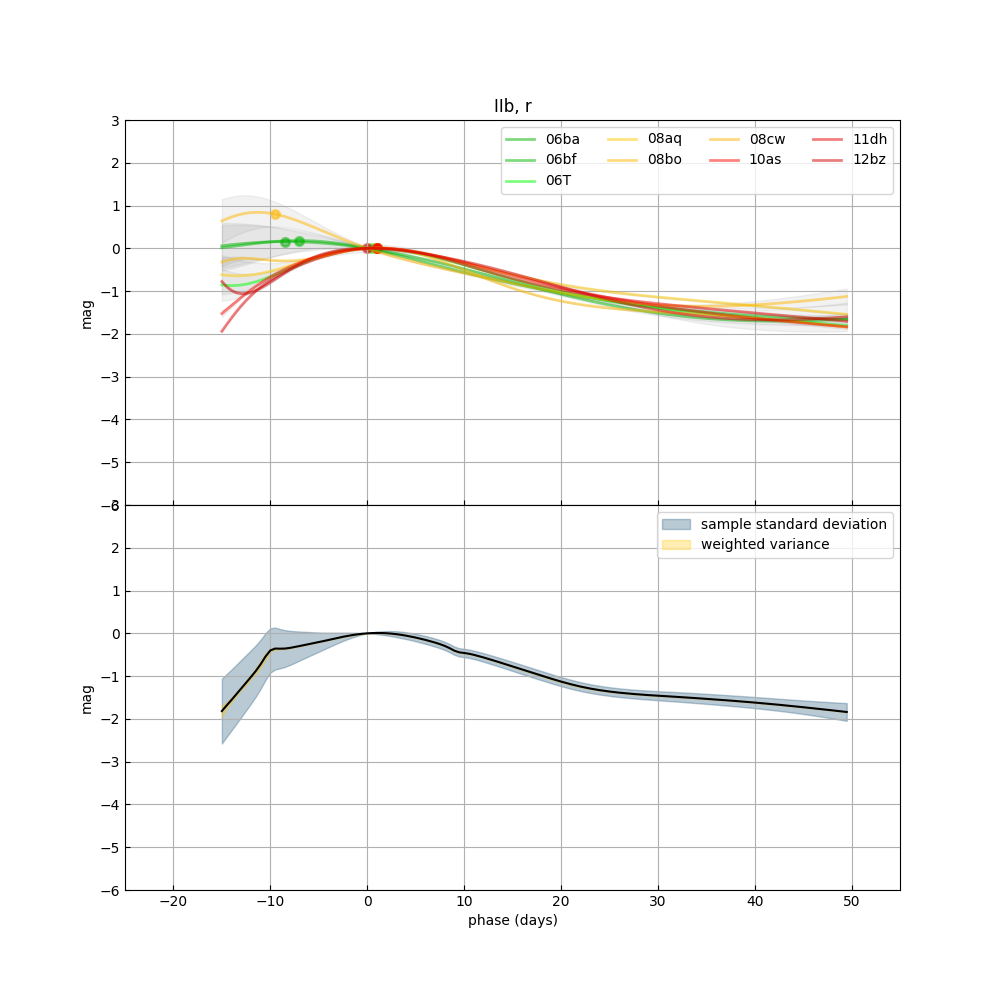 IIb, r
3
2
1
0
−1
−2
−3
−4
−5
−6
mag
06ba 08aq 08cw 11dh
06bf 08bo 10as 12bz
06T
3
2
1
0
−1
−2
−3
−4
−5
−6
mag
sample standard deviation
weighted variance
−20 −10 0 10 20 30 40 50
phase (days)